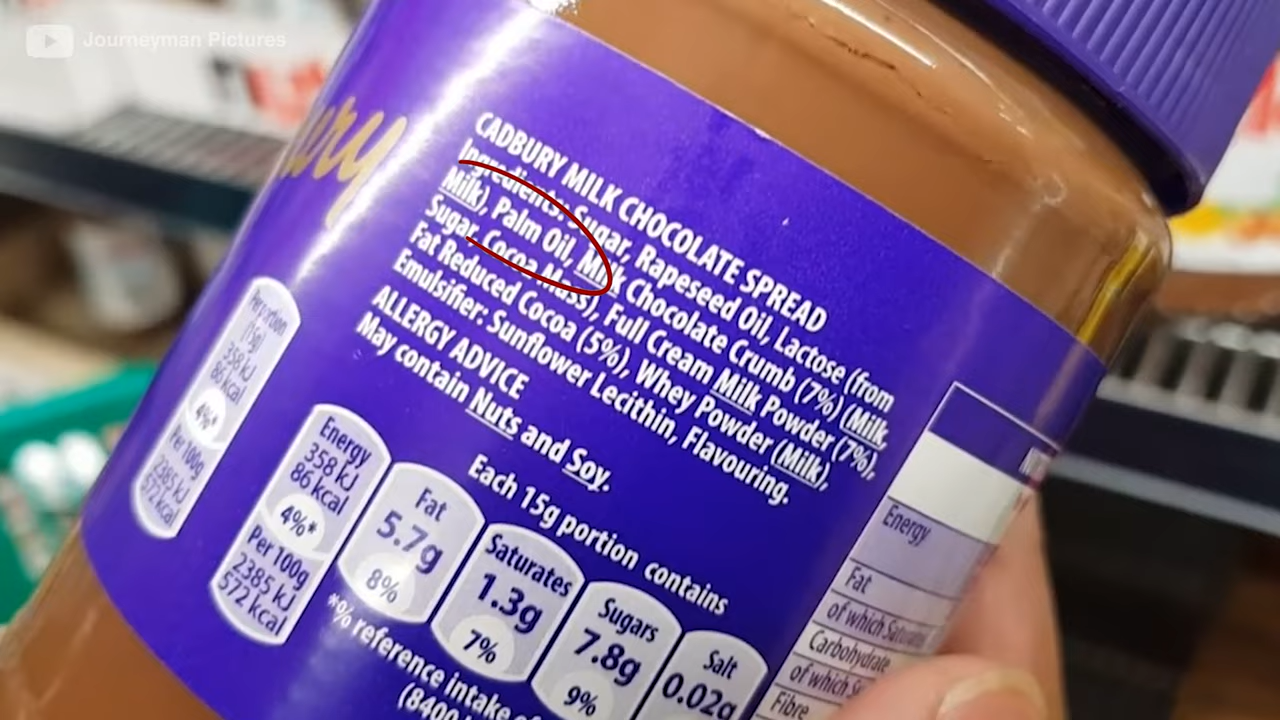 Journeyman Pictures
ury
CADBURY MILK CHOCOLATE SPREAD
Ingredients: Sugar, Rapeseed Oil, Lactose (from
Milk), Palm Oil, Milk Chocolate Crumb (7%) (Milk,
Sugar, Cocoa Mass), Full Cream Milk Powder (7%),
Fat Reduced Cocoa (5%), Whey Powder (Milk),
Emulsifier: Sunflower Lecithin, Flavouring.
ALLERGY ADVICE
May contain Nuts and Soy.
Each 15g portion contains
Per portion
(15g)
358 kJ
86 kcal
4%*
Per 100g
2385 kJ
572 kcal
Energy
358 kJ
86 kcal
4%*
Per 100g
2385 kJ
572 kcal
Fat
5.7g
8%
Saturates
1.3g
7%
Sugars
7.8g
9%
Salt
0.02g
*% reference intake of
(8400
Energy
Fat
of which Satu
Carbohydrate
of which S
Fibre